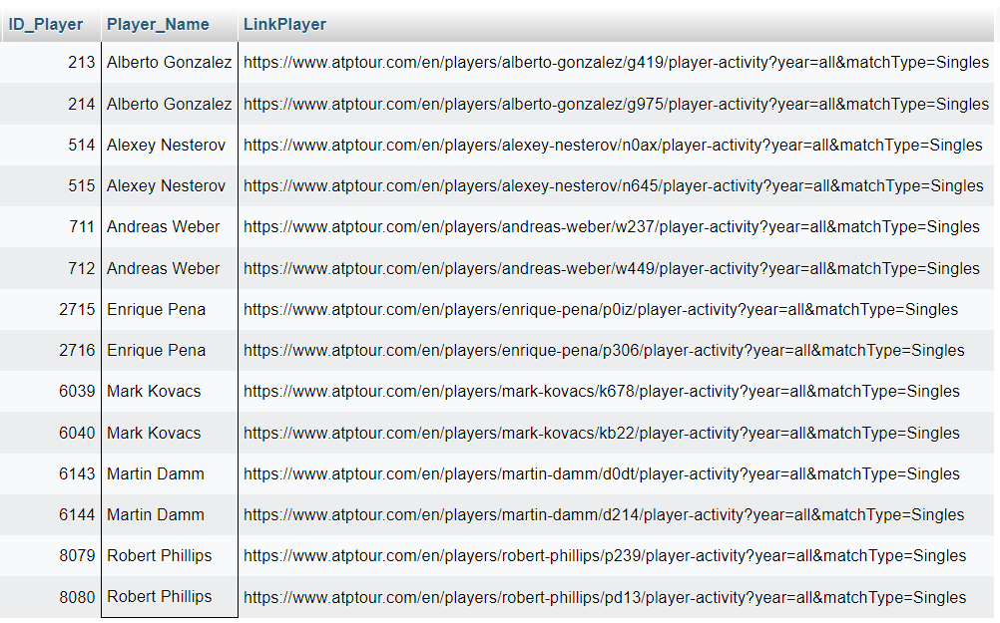 ID_Player Player_Name LinkPlayer
213 Alberto Gonzalez https://www.atptour.com/en/players/alberto-gonzalez/g419/player-activity?year=all&matchType=Singles
214 Alberto Gonzalez https://www.atptour.com/en/players/alberto-gonzalez/g975/player-activity?year=all&matchType=Singles
514 Alexey Nesterov https://www.atptour.com/en/players/alexey-nesterov/n0ax/player-activity?year=all&matchType=Singles
515 Alexey Nesterov https://www.atptour.com/en/players/alexey-nesterov/n645/player-activity?year=all&matchType=Singles
711 Andreas Weber https://www.atptour.com/en/players/andreas-weber/w237/player-activity?year=all&matchType=Singles
712 Andreas Weber https://www.atptour.com/en/players/andreas-weber/w449/player-activity?year=all&matchType=Singles
2715 Enrique Pena https://www.atptour.com/en/players/enrique-pena/p0iz/player-activity?year=all&matchType=Singles
2716 Enrique Pena https://www.atptour.com/en/players/enrique-pena/p306/player-activity?year=all&matchType=Singles
6039 Mark Kovacs https://www.atptour.com/en/players/mark-kovacs/k678/player-activity?year=all&matchType=Singles
6040 Mark Kovacs https://www.atptour.com/en/players/mark-kovacs/kb22/player-activity?year=all&matchType=Singles
6143 Martin Damm https://www.atptour.com/en/players/martin-damm/d0dt/player-activity?year=all&matchType=Singles
6144 Martin Damm https://www.atptour.com/en/players/martin-damm/d214/player-activity?year=all&matchType=Singles
8079 Robert Phillips https://www.atptour.com/en/players/robert-phillips/p239/player-activity?year=all&matchType=Singles
8080 Robert Phillips https://www.atptour.com/en/players/robert-phillips/pd13/player-activity?year=all&matchType=Singles